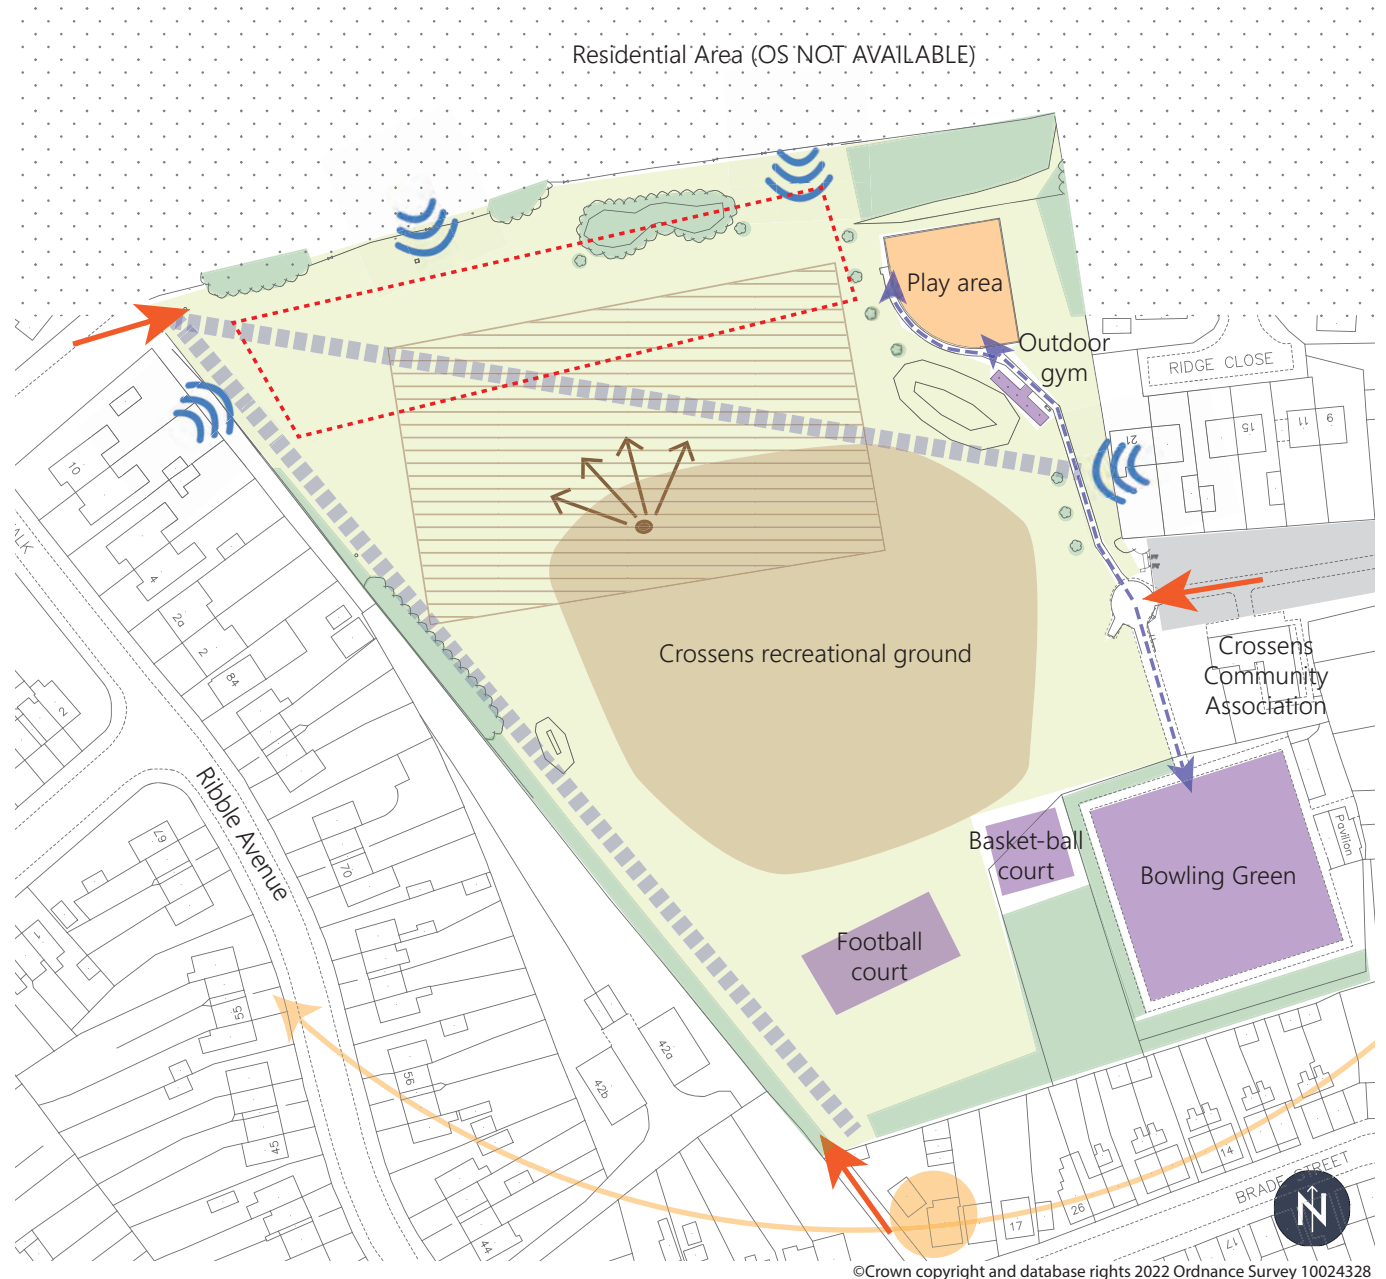 Residential Area (OS NOT AVAILABLE)
Play area
Outdoor
gym
RIDGE CLOSE
21
15
11
9
10
4
2a
2
84
2
Crossens recreational ground
Crossens
Community
Association
Ribble Avenue
67
70
1
55
56
45
44
42a
42b
Basket-ball
court
Bowling Green
Pavilion
Football
court
14
BRADE STREET
26
17
17
N
©Crown copyright and database rights 2022 Ordnance Survey 10024328